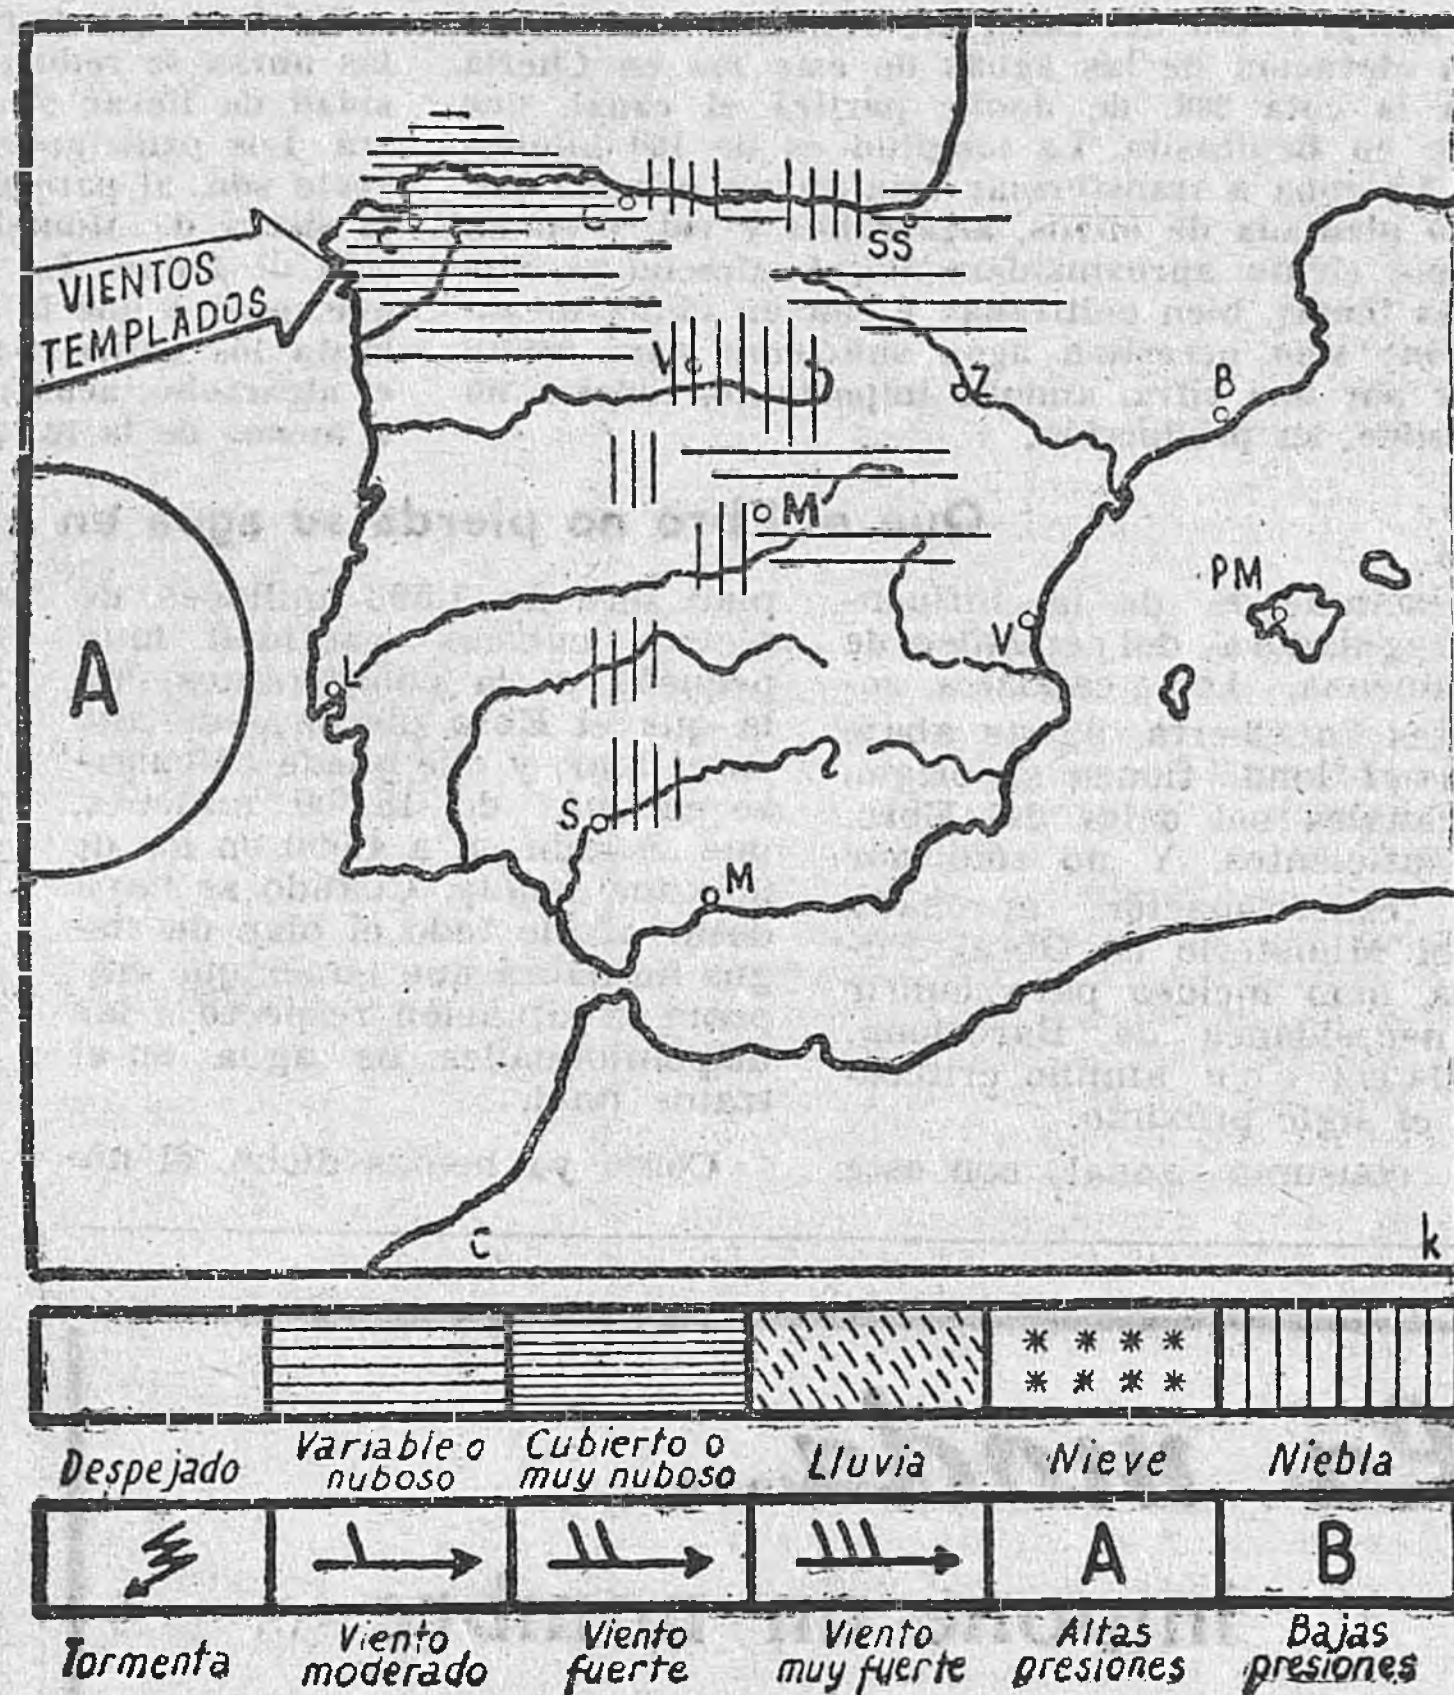 VIENTOS
TEMPLADOS
C
G
SS
V
Z
B
M
A
PM
V
L
S
M
C
k
Despejado
Variable o
nuboso
Cubierto o
muy nuboso
Lluvia
Nieve
Niebla
A
B
Tormenta
Viento
moderado
Viento
fuerte
Viento
muy fuerte
Altas
presiones
Bajas
presiones